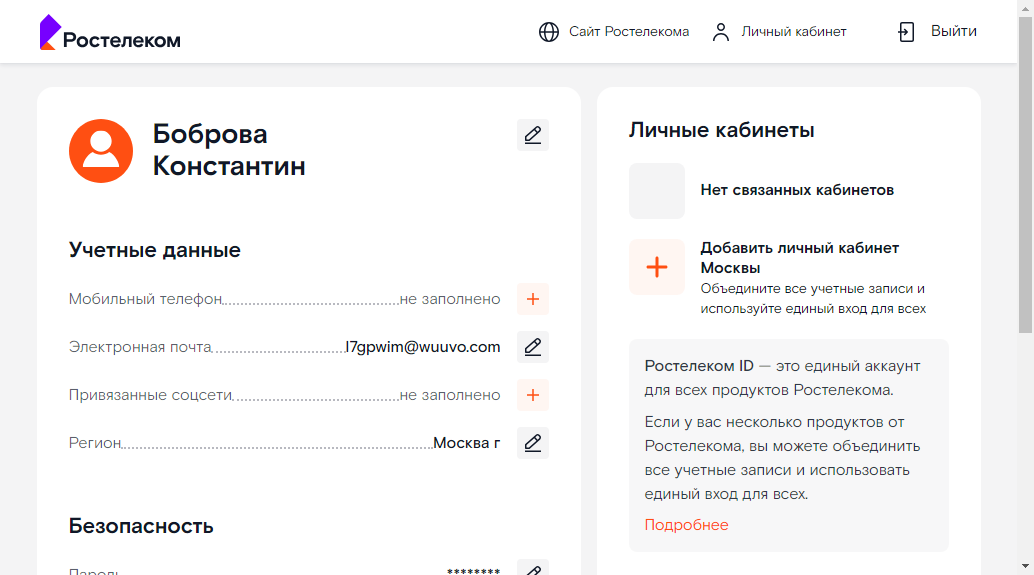 Ростелеком
Сайт Ростелекома
Личный кабинет
Выйти
Боброва
Константин
Учетные данные
Мобильный телефон не заполнено
Электронная почта l7gpwim@wuuvo.com
Привязанные соцсети не заполнено
Регион Москва г
Безопасность
Пароль ********
Личные кабинеты
Нет связанных кабинетов
Добавить личный кабинет
Москвы
Объедините все учетные записи и
используйте единый вход для всех
Ростелеком ID — это единый аккаунт
для всех продуктов Ростелекома.
Если у вас несколько продуктов от
Ростелекома, вы можете объединить
все учетные записи и использовать
единый вход для всех.
Подробнее